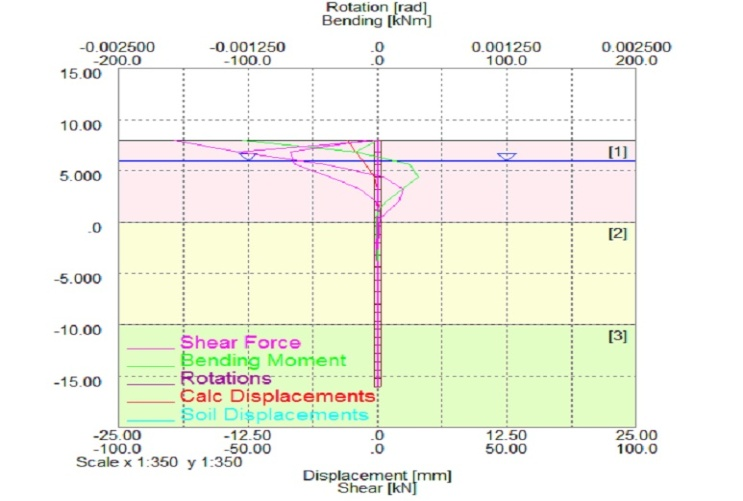 Rotation [rad]
Bending [kNm]
-0.002500 -0.001250 .0 0.001250 0.002500
-200.0 -100.0 .0 100.0 200.0
15.00
10.00
[1]
5.000
.0
[2]
-5.000
-10.00
[3]
Shear Force
Bending Moment
Rotations
-15.00
Calc Displacements
Soil Displacements
-25.00 -12.50 .0 12.50 25.00
-100.0 -50.00 .0 50.00 100.0
Scale x 1:350 y 1:350
Displacement [mm]
Shear [kN]